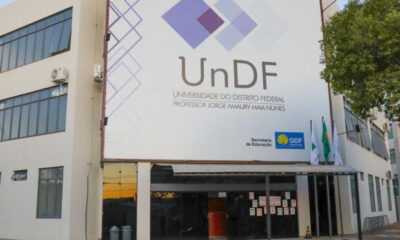 UnDF
UNIVERSIDADE DO DISTRITO FEDERAL
PROFESSOR JORGE AMAURY MAIA NUNES
Secretaria
de Educação
GDF